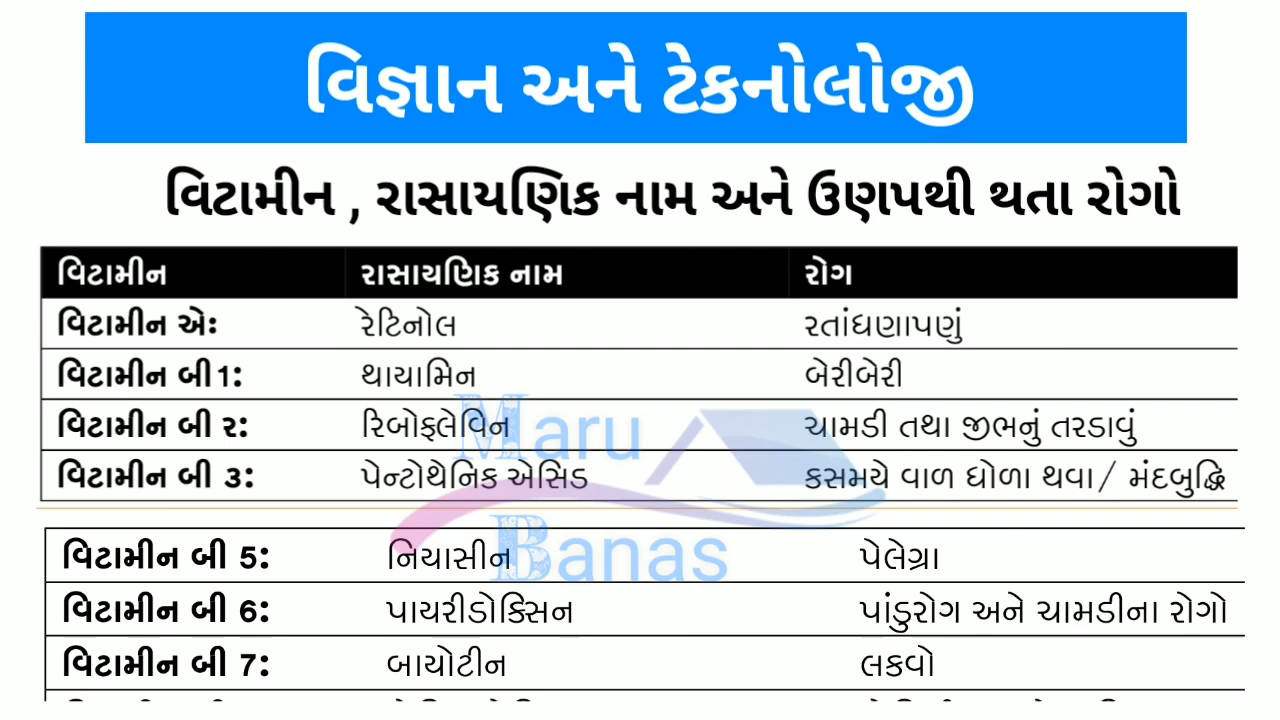 વિજ્ઞાન અને ટેકનોલોજી
વિટામીન , રાસાયણિક નામ અને ઉણપથી થતા રોગો
વિટામીન રાસાયણિક નામ રોગ
વિટામીન એઃ રેટિનોલ રતાંધણાપણું
વિટામીન બી1: થાયામિન બેરીબેરી
વિટામીન બી ૨: રિબોફ્લેવિન ચામડી તથા જીભનું તરડાવું
વિટામીન બી ૩: પેન્ટોથેનિક એસિડ કસમયે વાળ ધોળા થવા/ મંદબુદ્ધિ
Maru
Banas
વિટામીન બી 5: નિયાસીન પેલેગ્રા
વિટામીન બી 6: પાયરીડોક્સિન પાંડુરોગ અને ચામડીના રોગો
વિટામીન બી 7: બાયોટીન લકવો